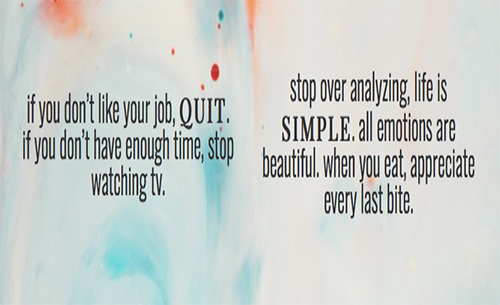 if you don't like your job, QUIT.
if you don't have enough time, stop
watching tv.
stop over analyzing, life is
SIMPLE. all emotions are
beautiful. when you eat, appreciate
every last bite.